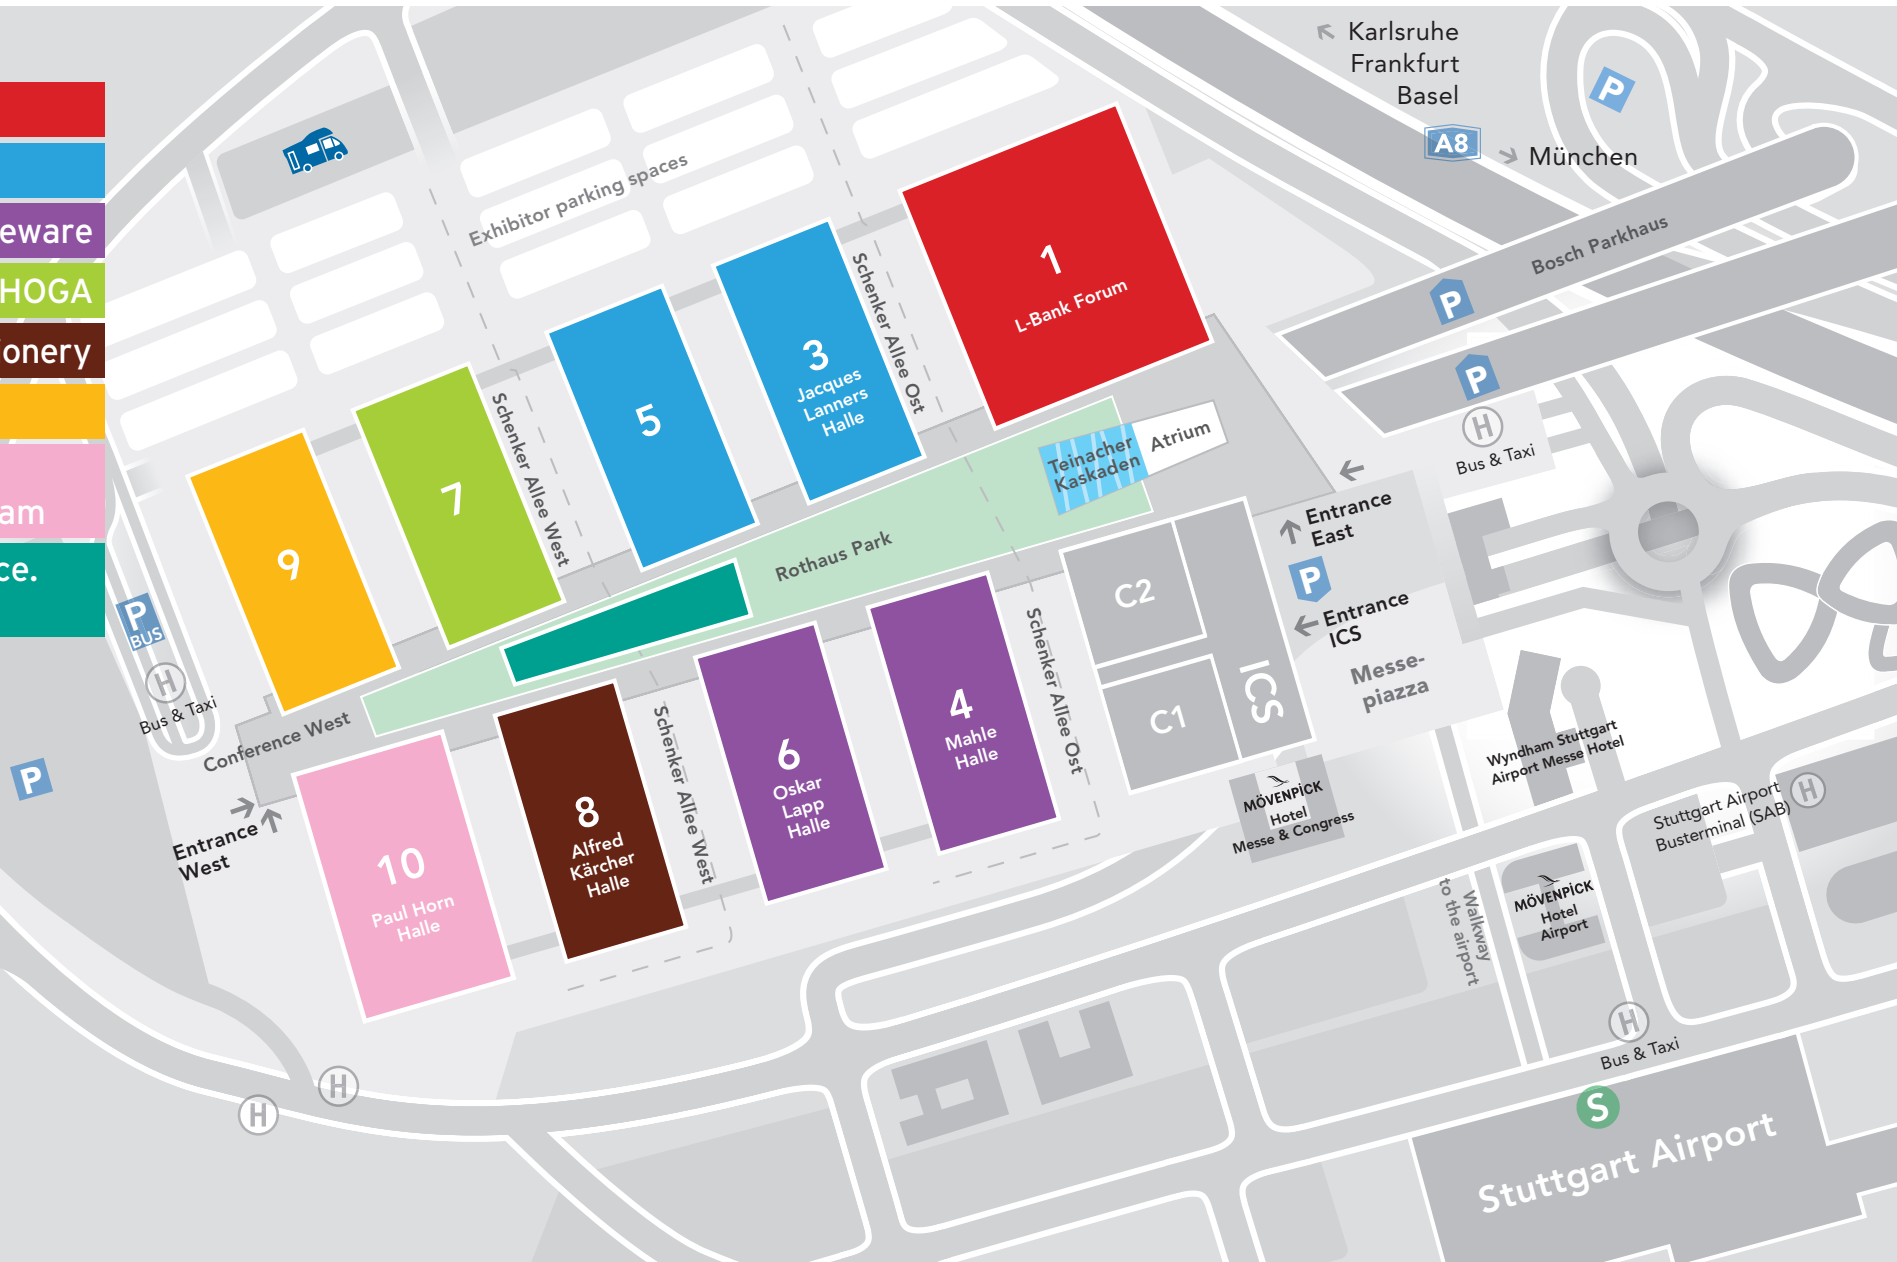 Karlsruhe
Frankfurt
Basel
A8
München
P
eware
HOGA
ionery
am
ce.
Exhibitor parking spaces
Bosch Parkhaus
P
P
H
Bus & Taxi
1
L-Bank Forum
3
Jacques
Lanners
Halle
5
7
9
Schenker Allee Ost
Schenker Allee West
Teinacher
Kaskaden
Atrium
Rothaus Park
Entrance
East
P
Entrance
ICS
Messe-
piazza
C2
C1
ICS
4
Mahle
Halle
6
Oskar
Lapp
Halle
8
Alfred
Kärcher
Halle
10
Paul Horn
Halle
Schenker Allee Ost
Schenker Allee West
P
BUS
H
Bus & Taxi
Conference West
P
Entrance
West
Wyndham Stuttgart
Airport Messe Hotel
MÖVENPiCK
Hotel
Messe & Congress
Stuttgart Airport
Busterminal (SAB)
H
Walkway
to the airport
MÖVENPiCK
Hotel
Airport
H
Bus & Taxi
H
H
S
Stuttgart Airport